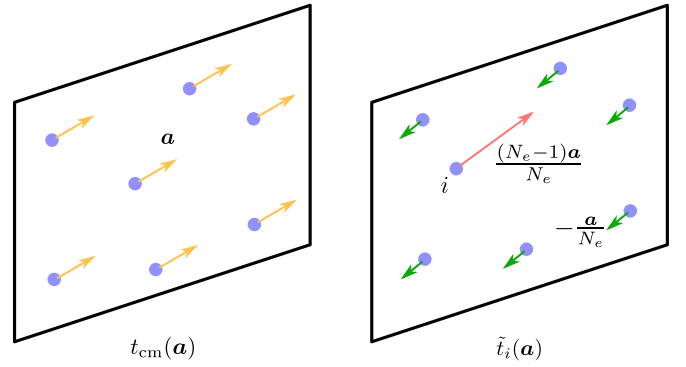 a
(N_e−1)a
N_e
i
−a/N_e
t_cm(a)
t̃_i(a)